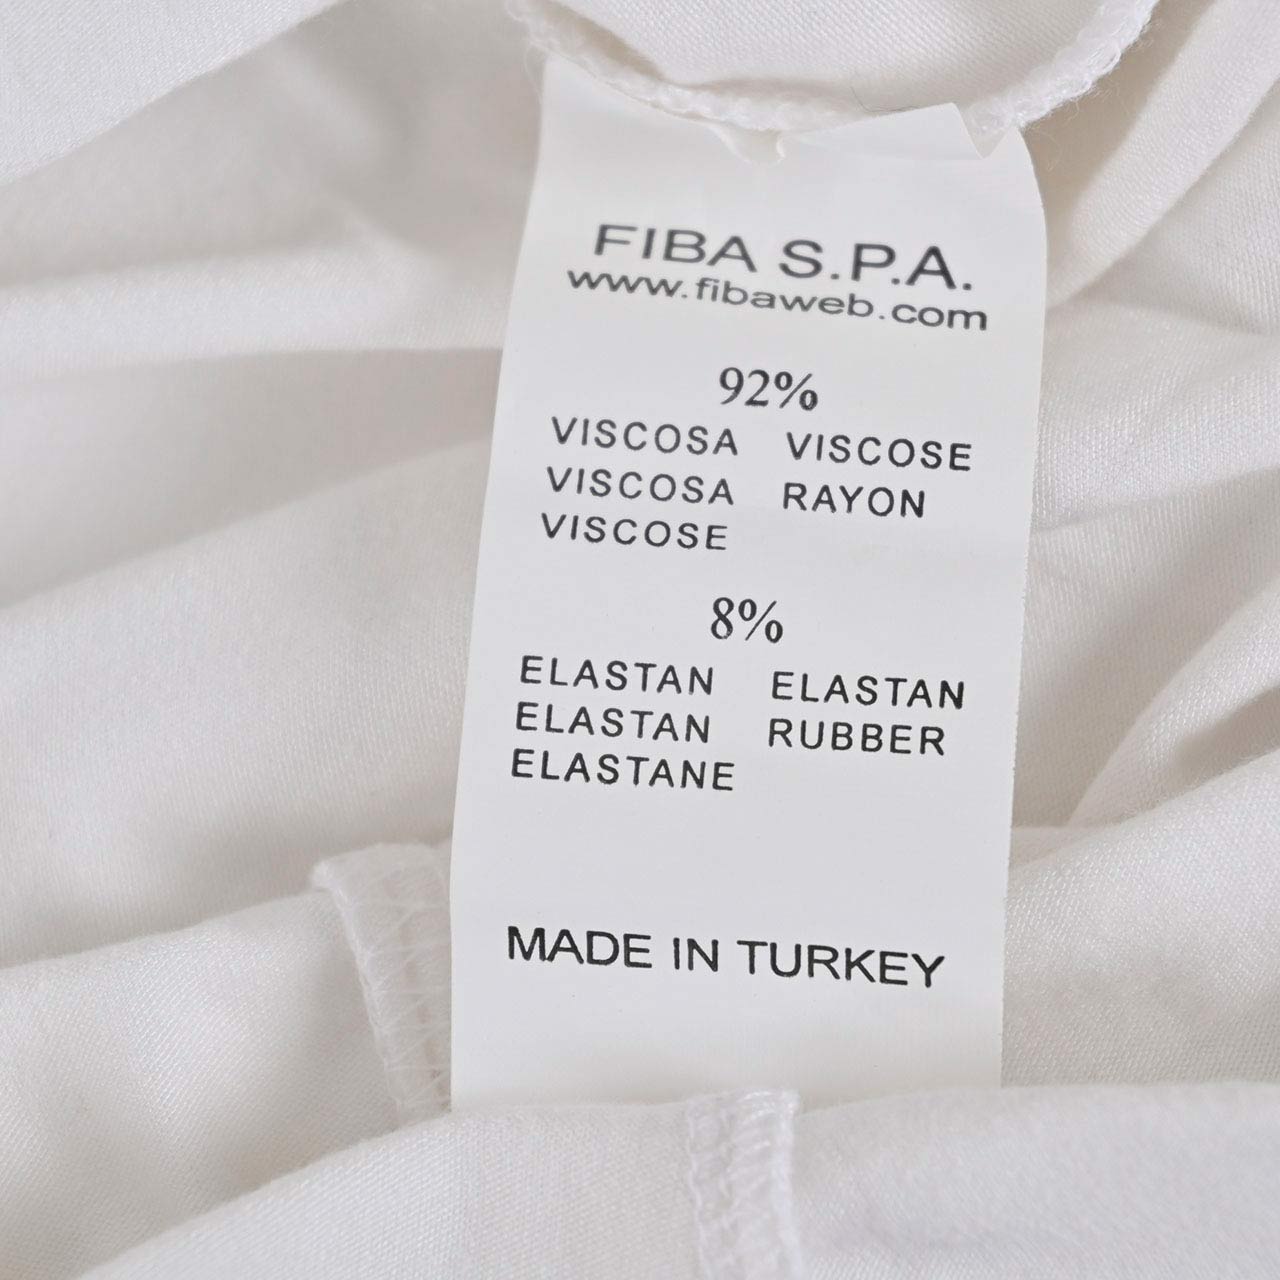 FIBA S.P.A.
www.fibaweb.com
92%
VISCOSA VISCOSE
VISCOSA RAYON
VISCOSE
8%
ELASTAN ELASTAN
ELASTAN RUBBER
ELASTANE
MADE IN TURKEY